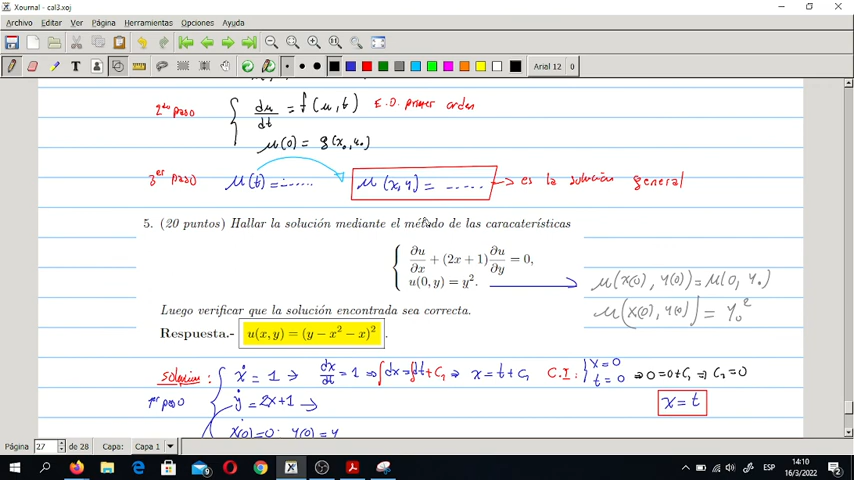 Xournal - cal3.xoj
Archivo Editar Ver Página Herramientas Opciones Ayuda
Arial 12 0
2do paso { du/dt = f(u,t) E.D. primer orden
u(0) = g(x₀,y₀)
3er paso u(t) = ...... u(x,y) = ..... → es la solución general
5. (20 puntos) Hallar la solución mediante el método de las caracaterísticas
{ ∂u/∂x + (2x + 1) ∂u/∂y = 0,
u(0, y) = y². → u(x(0), y(0)) = u(0, y₀)
u(x(0), y(0)) = y₀²
Luego verificar que la solución encontrada sea correcta.
Respuesta.- u(x, y) = (y − x² − x)²
solución: { ẋ = 1 → dx/dt = 1 ⇒ ∫dx = ∫dt + C₁ ⇒ x = t + C₁ C.I: { x = 0 t = 0 ⇒ 0 = 0 + C₁ ⇒ C₁ = 0
1er paso ẏ = 2x + 1 → x = t
x(0) = 0; y(0) = y
Página 27 de 28 Capa: Capa 1
ESP 14:10 16/3/2022